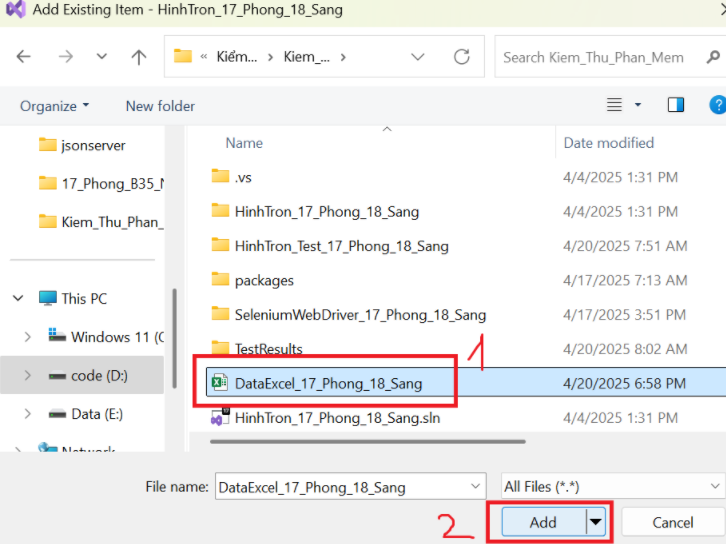 Add Existing Item - HinhTron_17_Phong_18_Sang
« Kiểm... › Kiem_... ›
Search Kiem_Thu_Phan_Mem
Organize
New folder
Name
Date modified
jsonserver
17_Phong_B35_N
Kiem_Thu_Phan_
This PC
Windows 11 (C
code (D:)
Data (E:)
Network
.vs 4/4/2025 1:31 PM
HinhTron_17_Phong_18_Sang 4/4/2025 1:31 PM
HinhTron_Test_17_Phong_18_Sang 4/20/2025 7:51 AM
packages 4/17/2025 7:13 AM
SeleniumWebDriver_17_Phong_18_Sang 4/17/2025 3:51 PM
TestResults 4/20/2025 8:02 AM
1
DataExcel_17_Phong_18_Sang 4/20/2025 6:58 PM
HinhTron_17_Phong_18_Sang.sln 4/4/2025 1:31 PM
File name: DataExcel_17_Phong_18_Sang
All Files (*.*)
2
Add
Cancel